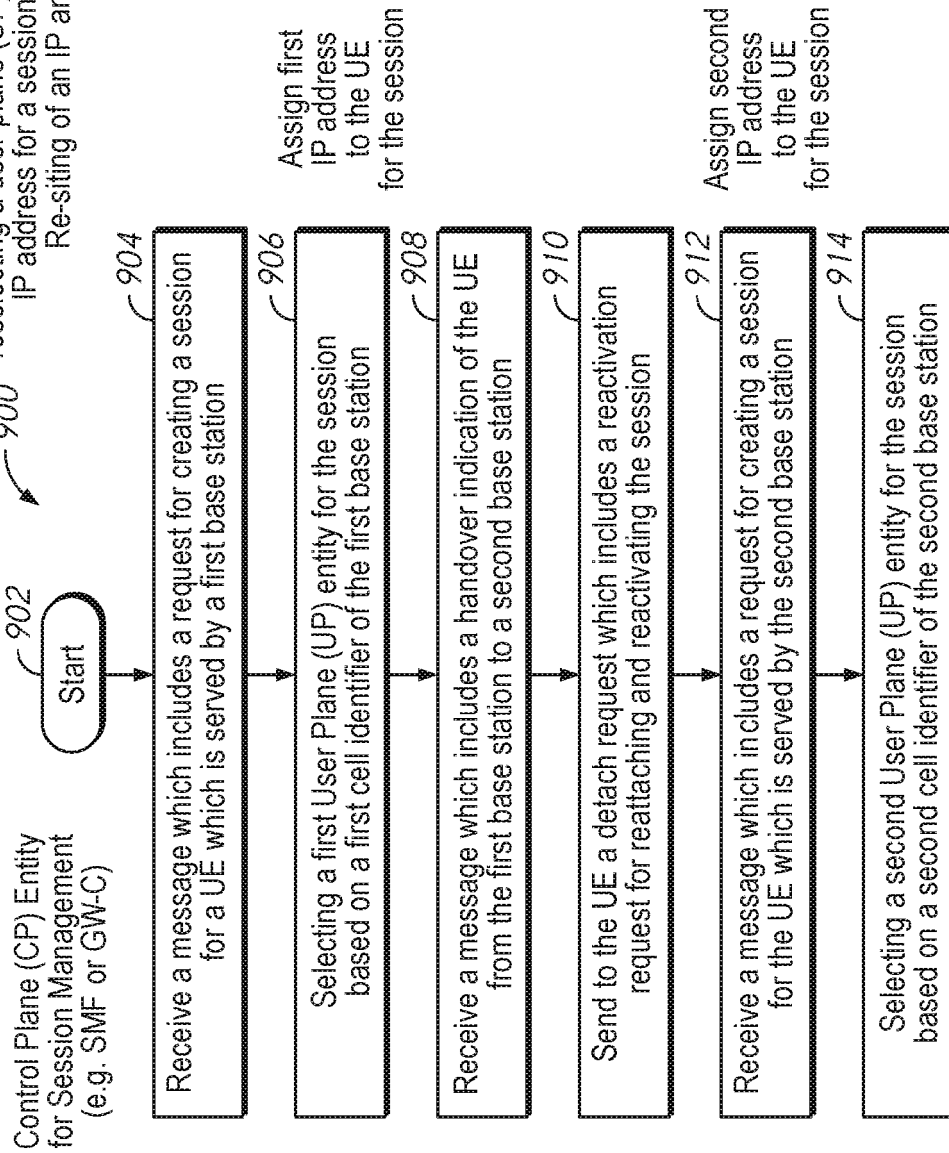 Control Plane (CP) Entity
for Session Management
(e.g. SMF or GW-C)
902
Start
900
a user plane
IP address for a session
Re-siting of an IP
904
Receive a message which includes a request for creating a session
for a UE which is served by a first base station
906
Selecting a first User Plane (UP) entity for the session
based on a first cell identifier of the first base station
Assign first
IP address
to the UE
for the session
908
Receive a message which includes a handover indication of the UE
from the first base station to a second base station
910
Send to the UE a detach request which includes a reactivation
request for reattaching and reactivating the session
912
Receive a message which includes a request for creating a session
for the UE which is served by the second base station
Assign second
IP address
to the UE
for the session
914
Selecting a second User Plane (UP) entity for the session
based on a second cell identifier of the second base station